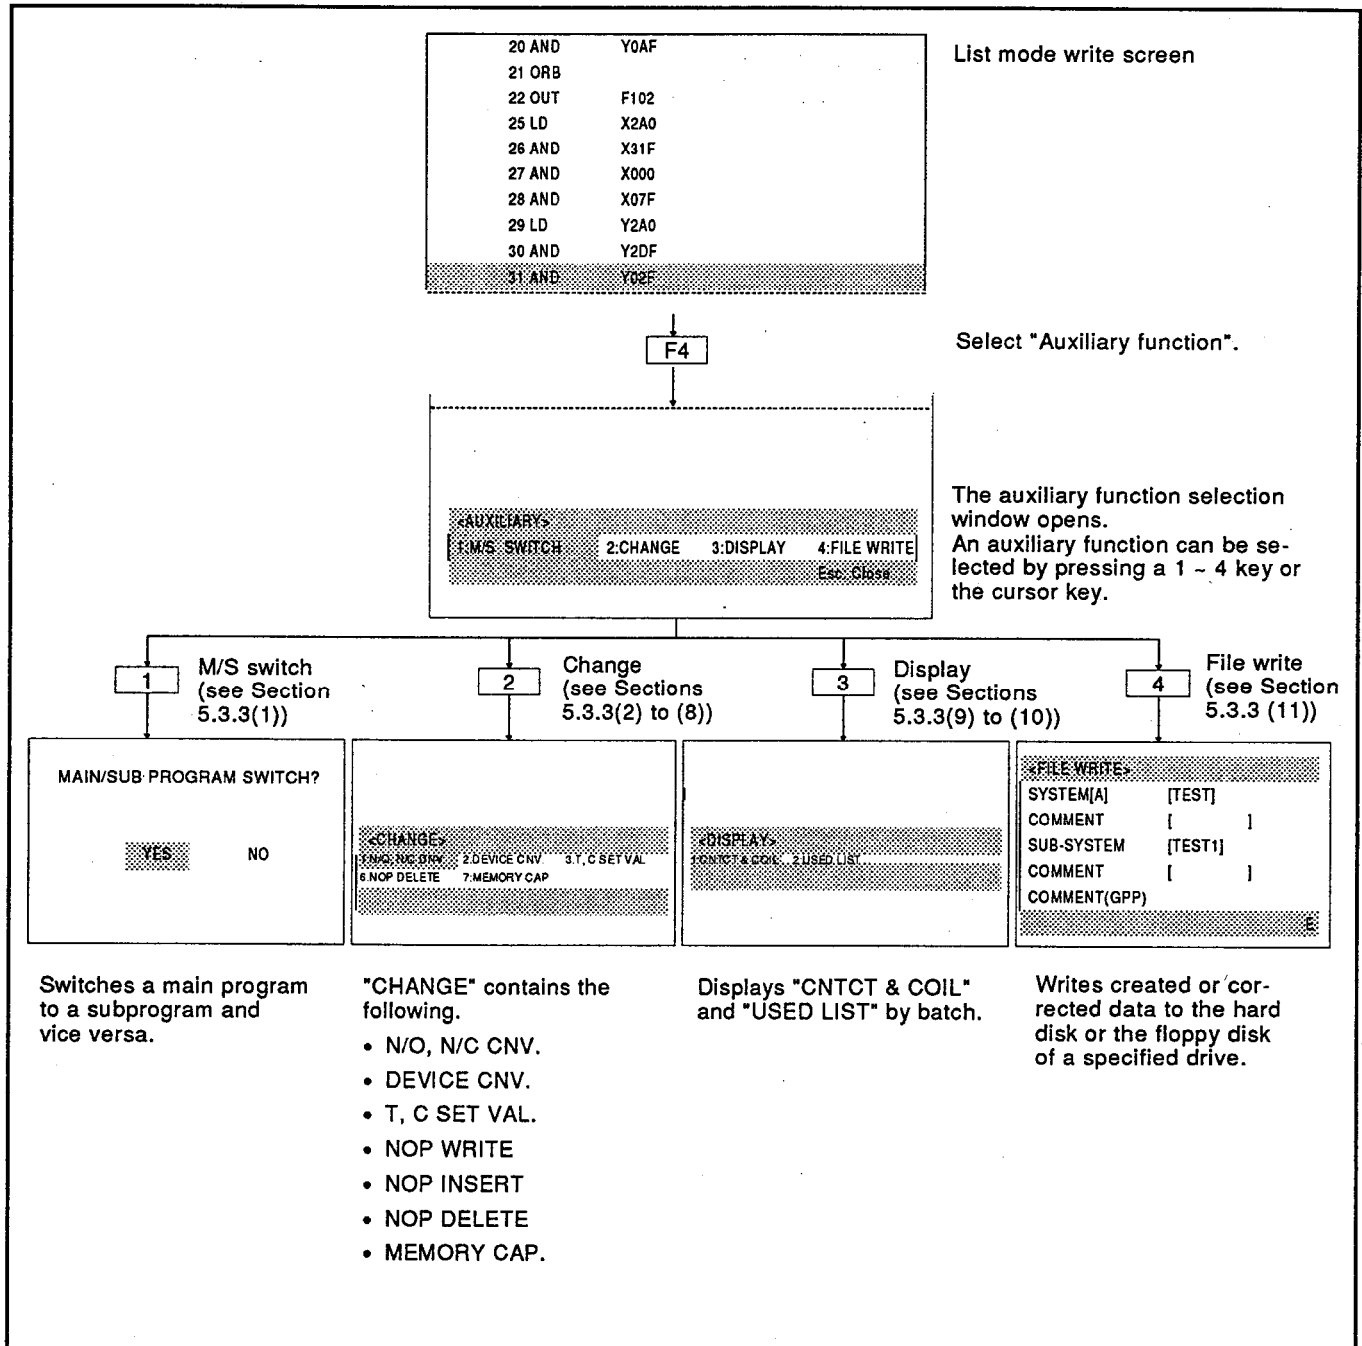 20 AND Y0AF
List mode write screen
21 ORB
22 OUT F102
25 LD X2A0
26 AND X31F
27 AND X000
28 AND X07F
29 LD Y2A0
30 AND Y2DF
31 AND Y02F
F4
Select "Auxiliary function".
The auxiliary function selection
window opens.
An auxiliary function can be se-
lected by pressing a 1 ~ 4 key or
the cursor key.
<AUXILIARY>
1:M/S SWITCH 2:CHANGE 3:DISPLAY 4:FILE WRITE
Esc: Close
1
M/S switch
(see Section
5.3.3(1))
2
Change
(see Sections
5.3.3(2) to (8))
3
Display
(see Sections
5.3.3(9) to (10))
4
File write
(see Section
5.3.3 (11))
MAIN/SUB PROGRAM SWITCH?
YES NO
<CHANGE>
1:N/O, N/C CNV. 2:DEVICE CNV. 3:T, C SET VAL
6:NOP DELETE 7:MEMORY CAP
<DISPLAY>
1:CNTCT & COIL 2:USED LIST
<FILE WRITE>
SYSTEM[A] [TEST]
COMMENT [ ]
SUB-SYSTEM [TEST1]
COMMENT [ ]
COMMENT(GPP)
E
Switches a main program
to a subprogram and
vice versa.
"CHANGE" contains the
following.
• N/O, N/C CNV.
• DEVICE CNV.
• T, C SET VAL.
• NOP WRITE
• NOP INSERT
• NOP DELETE
• MEMORY CAP.
Displays "CNTCT & COIL"
and "USED LIST" by batch.
Writes created or cor-
rected data to the hard
disk or the floppy disk
of a specified drive.